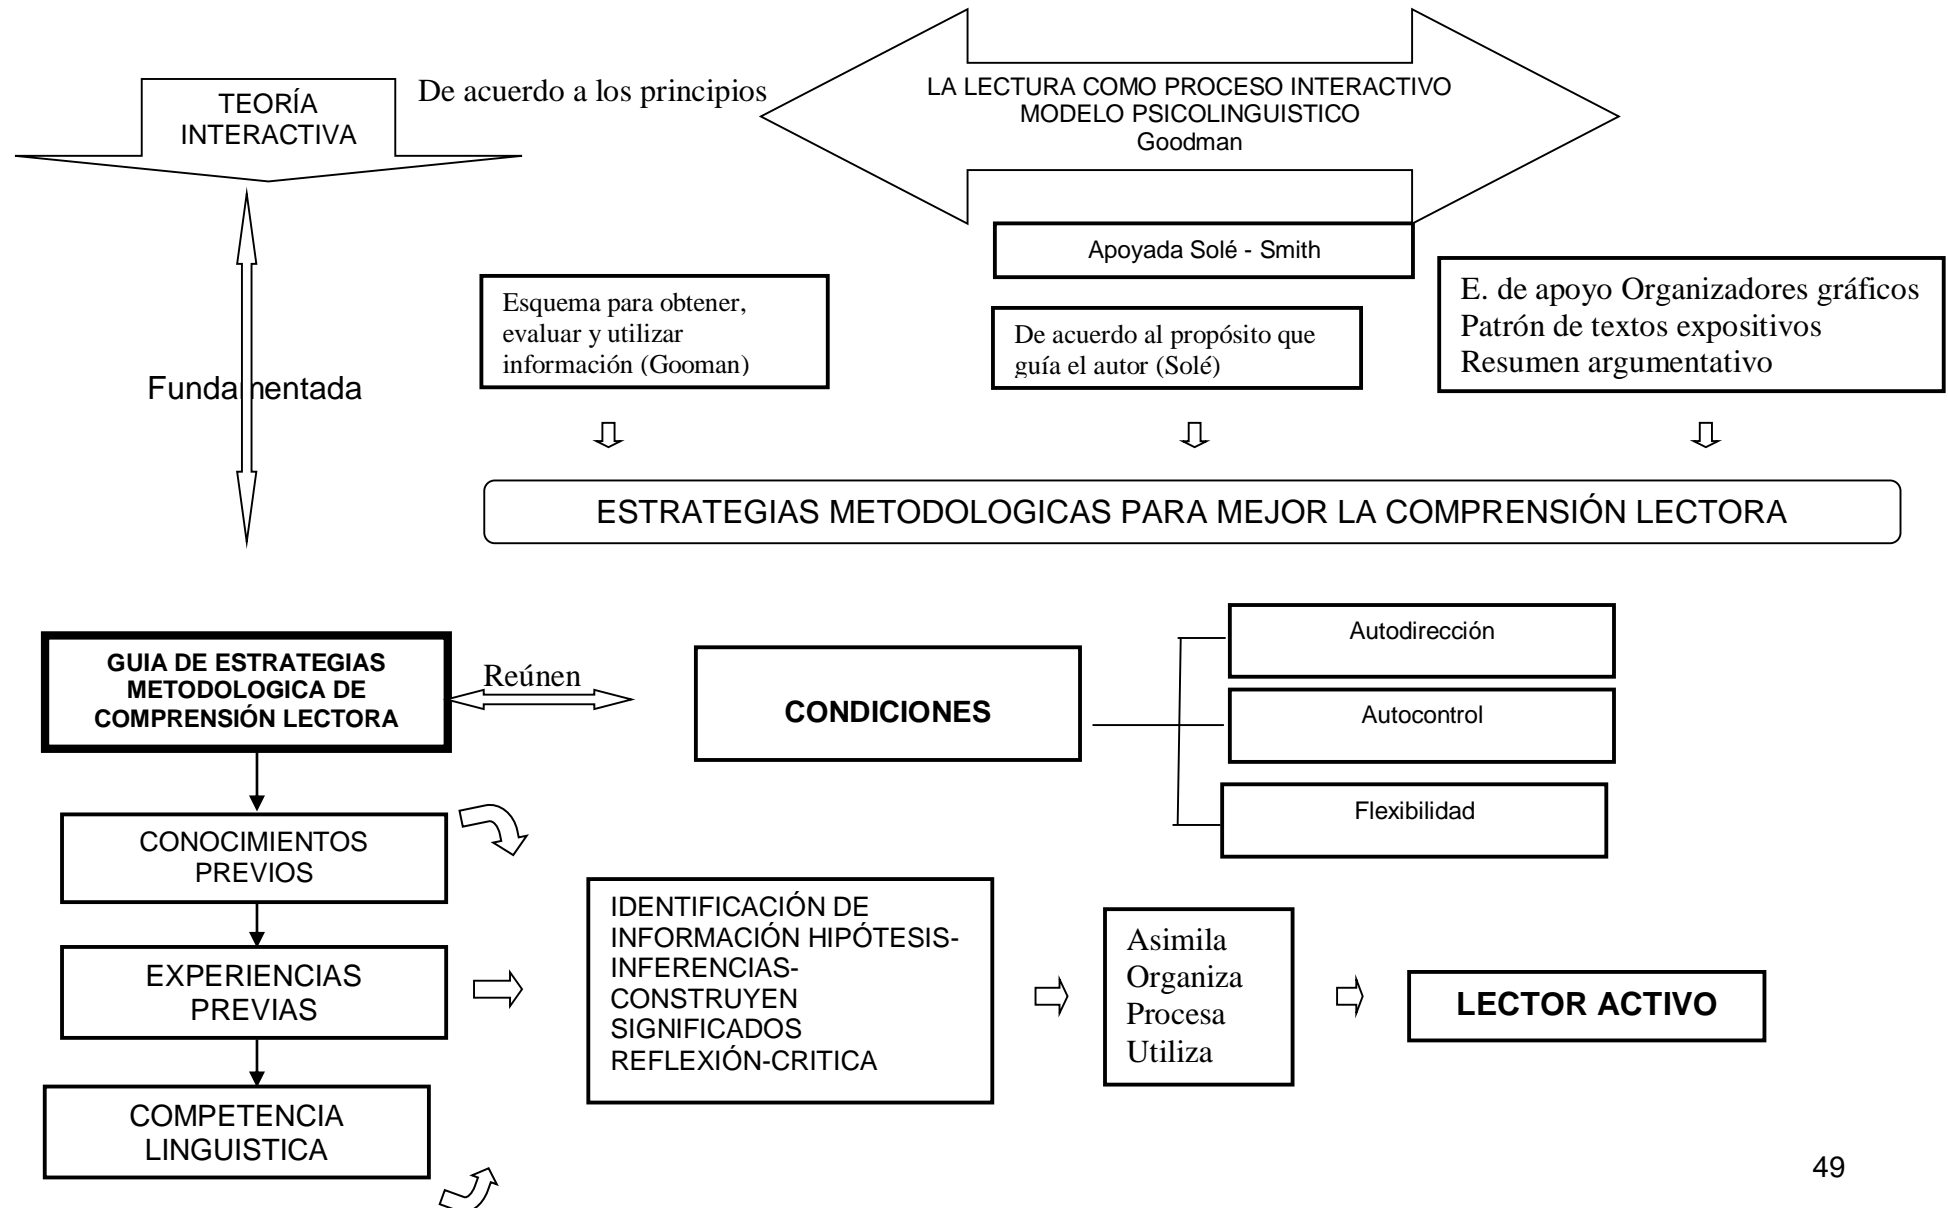 TEORÍA
INTERACTIVA
De acuerdo a los principios
LA LECTURA COMO PROCESO INTERACTIVO
MODELO PSICOLINGUISTICO
Goodman
Apoyada Solé - Smith
Esquema para obtener,
evaluar y utilizar
información (Gooman)
De acuerdo al propósito que
guía el autor (Solé)
E. de apoyo Organizadores gráficos
Patrón de textos expositivos
Resumen argumentativo
Fundamentada
ESTRATEGIAS METODOLOGICAS PARA MEJOR LA COMPRENSIÓN LECTORA
GUIA DE ESTRATEGIAS
METODOLOGICA DE
COMPRENSIÓN LECTORA
Reúnen
CONDICIONES
Autodirección
Autocontrol
Flexibilidad
CONOCIMIENTOS
PREVIOS
EXPERIENCIAS
PREVIAS
COMPETENCIA
LINGUISTICA
IDENTIFICACIÓN DE
INFORMACIÓN HIPÓTESIS-
INFERENCIAS-
CONSTRUYEN
SIGNIFICADOS
REFLEXIÓN-CRITICA
Asimila
Organiza
Procesa
Utiliza
LECTOR ACTIVO
49